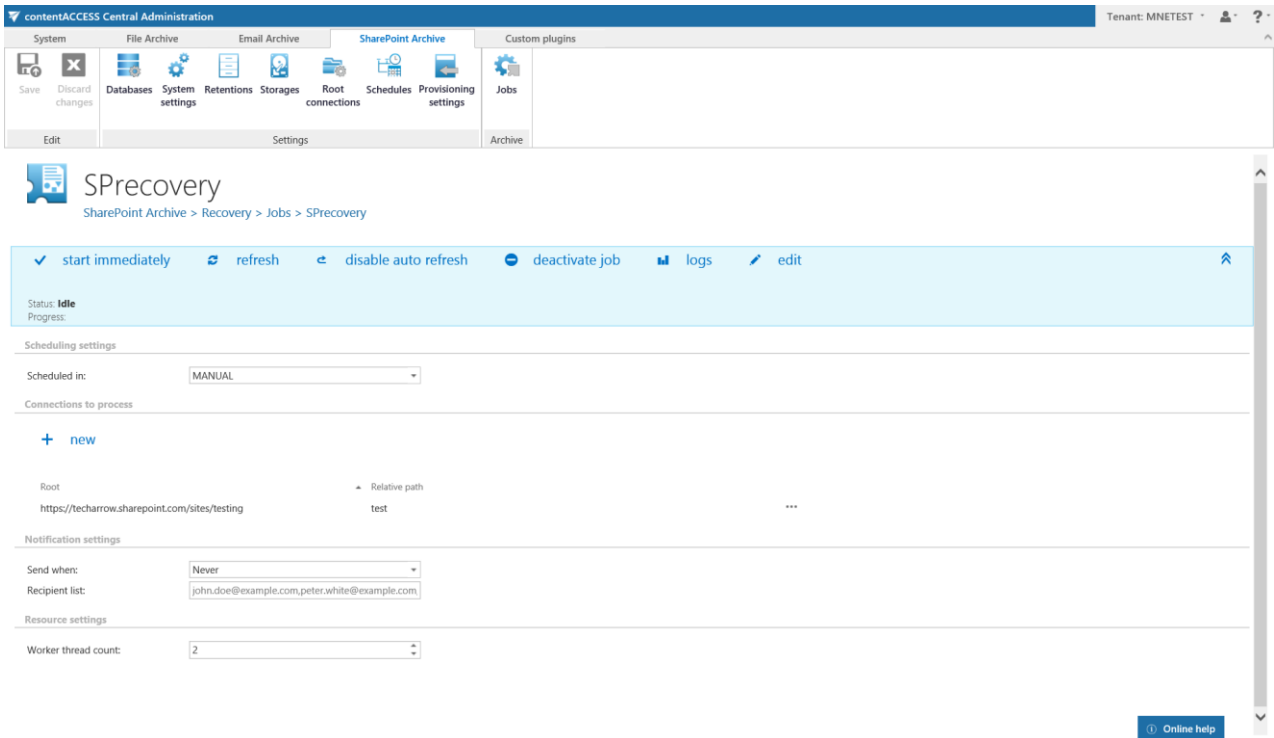 contentACCESS Central Administration
Tenant: MNETEST
?
System File Archive Email Archive SharePoint Archive Custom plugins
Save Discard changes Databases System settings Retentions Storages Root connections Schedules Provisioning settings Jobs
Edit Settings Archive
SPrecovery
SharePoint Archive > Recovery > Jobs > SPrecovery
start immediately refresh disable auto refresh deactivate job logs edit
Status: Idle
Progress:
Scheduling settings
Scheduled in: MANUAL
Connections to process
+ new
Root Relative path
https://techarrow.sharepoint.com/sites/testing test ...
Notification settings
Send when: Never
Recipient list: john.doe@example.com,peter.white@example.com
Resource settings
Worker thread count: 2
Online help